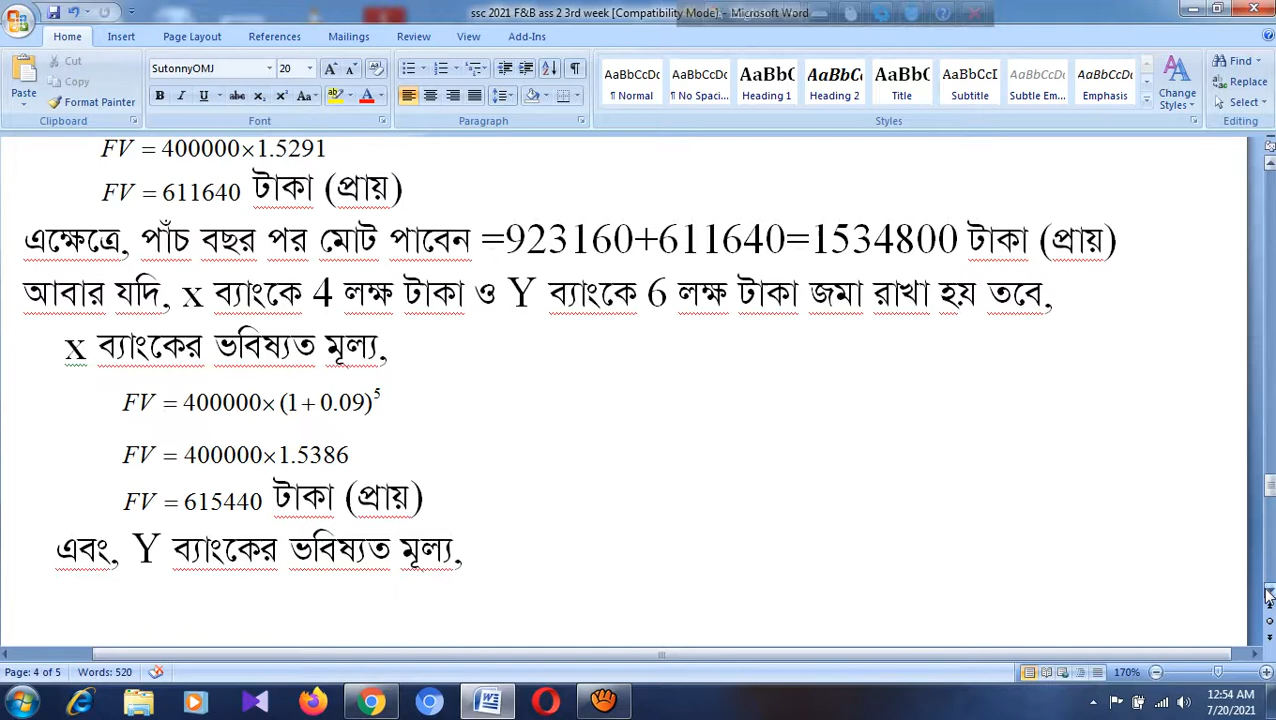 ssc 2021 F&B ass 2 3rd week [Compatibility Mode] - Microsoft Word
Home Insert Page Layout References Mailings Review View Add-Ins
Paste Cut Copy Format Painter
SutonnyOMJ 20
AaBbCcDc AaBbCcDc AaBbC AaBbCc AaBbC AaBbCcI AaBbCcDc AaBbCcDc
¶ Normal ¶ No Spaci... Heading 1 Heading 2 Title Subtitle Subtle Em... Emphasis
Change Styles
Find Replace Select
Clipboard Font Paragraph Styles Editing
FV = 400000×1.5291
FV = 611640 টাকা (প্রায়)
এক্ষেত্রে, পাঁচ বছর পর মোট পাবেন =923160+611640=1534800 টাকা (প্রায়)
আবার যদি, x ব্যাংকে 4 লক্ষ টাকা ও Y ব্যাংকে 6 লক্ষ টাকা জমা রাখা হয় তবে,
x ব্যাংকের ভবিষ্যত মূল্য,
FV = 400000×(1+0.09)⁵
FV = 400000×1.5386
FV = 615440 টাকা (প্রায়)
এবং, Y ব্যাংকের ভবিষ্যত মূল্য,
Page: 4 of 5 Words: 520 170%
12:54 AM
7/20/2021